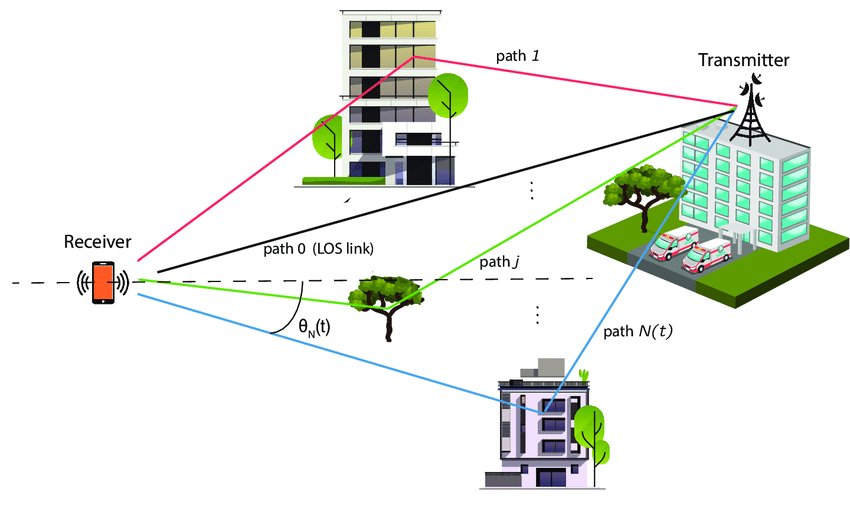 path 1
Transmitter
Receiver
path 0 (LOS link)
path j
θN(t)
path N(t)